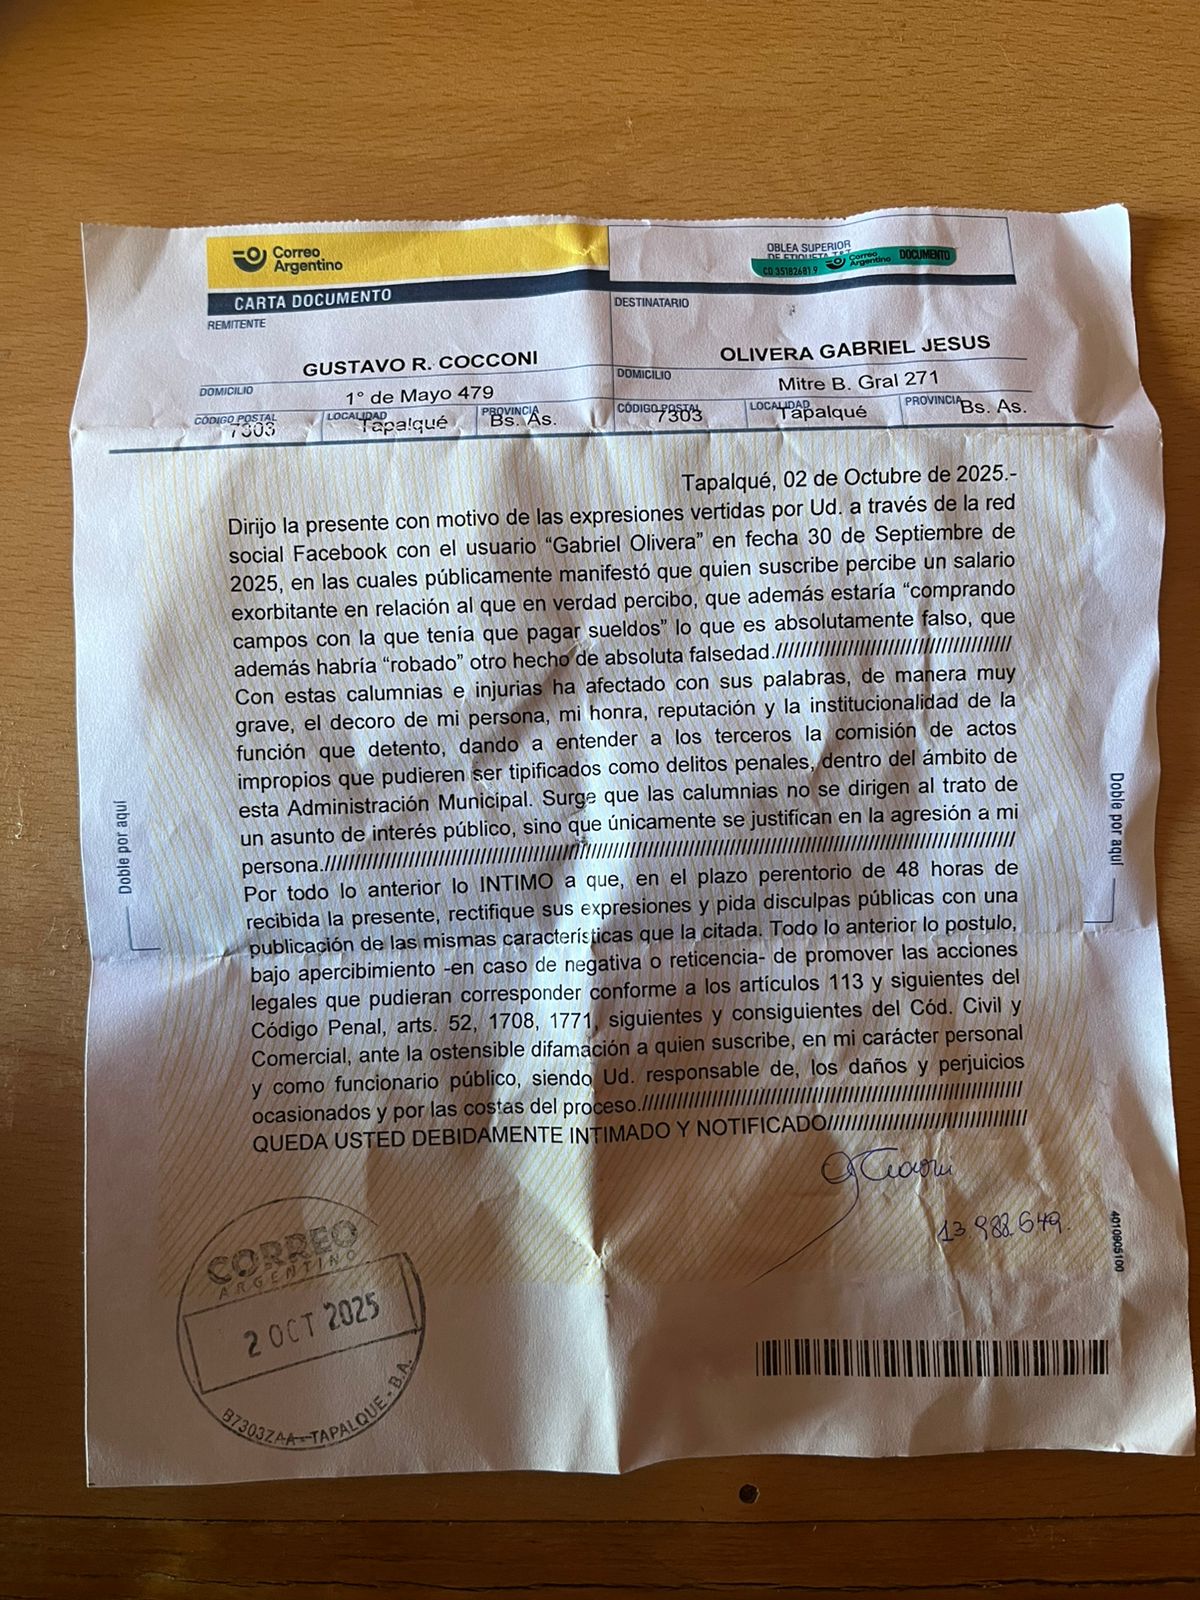 Correo
Argentino
CARTA DOCUMENTO
OBLEA SUPERIOR
DE ETIQUETA T&T
CD 35182681 9
Correo
Argentino
DOCUMENTO
REMITENTE
GUSTAVO R. COCCONI
DOMICILIO
1° de Mayo 479
CÓDIGO POSTAL
7303
LOCALIDAD
Tapalqué
PROVINCIA
Bs. As.
DESTINATARIO
OLIVERA GABRIEL JESUS
DOMICILIO
Mitre B. Gral 271
CÓDIGO POSTAL
7303
LOCALIDAD
Tapalqué
PROVINCIA
Bs. As.
Tapalqué, 02 de Octubre de 2025.-
Dirijo la presente con motivo de las expresiones vertidas por Ud. a través de la red
social Facebook con el usuario “Gabriel Olivera” en fecha 30 de Septiembre de
2025, en las cuales públicamente manifestó que quien suscribe percibe un salario
exorbitante en relación al que en verdad percibo, que además estaría “comprando
campos con la que tenía que pagar sueldos” lo que es absolutamente falso, que
además habría “robado” otro hecho de absoluta falsedad.///////////////////////////////////////
Con estas calumnias e injurias ha afectado con sus palabras, de manera muy
grave, el decoro de mi persona, mi honra, reputación y la institucionalidad de la
función que detento, dando a entender a los terceros la comisión de actos
impropios que pudieren ser tipificados como delitos penales, dentro del ámbito de
esta Administración Municipal. Surge que las calumnias no se dirigen al trato de
un asunto de interés público, sino que únicamente se justifican en la agresión a mi
persona.///////////////////////////////////////////////////////////////////////////////////////////////////////////////////
Por todo lo anterior lo INTIMO a que, en el plazo perentorio de 48 horas de
recibida la presente, rectifique sus expresiones y pida disculpas públicas con una
publicación de las mismas características que la citada. Todo lo anterior lo postulo,
bajo apercibimiento -en caso de negativa o reticencia- de promover las acciones
legales que pudieran corresponder conforme a los artículos 113 y siguientes del
Código Penal, arts. 52, 1708, 1771, siguientes y consiguientes del Cód. Civil y
Comercial, ante la ostensible difamación a quien suscribe, en mi carácter personal
y como funcionario público, siendo Ud. responsable de, los daños y perjuicios
ocasionados y por las costas del proceso.////////////////////////////////////////////////////////////////
QUEDA USTED DEBIDAMENTE INTIMADO Y NOTIFICADO//////////////////////////////////
Doble por aquí
Doble por aquí
13.988.649.
4010905100
CORREO
ARGENTINO
2 OCT 2025
B7303ZAA-TAPALQUE-B.A.